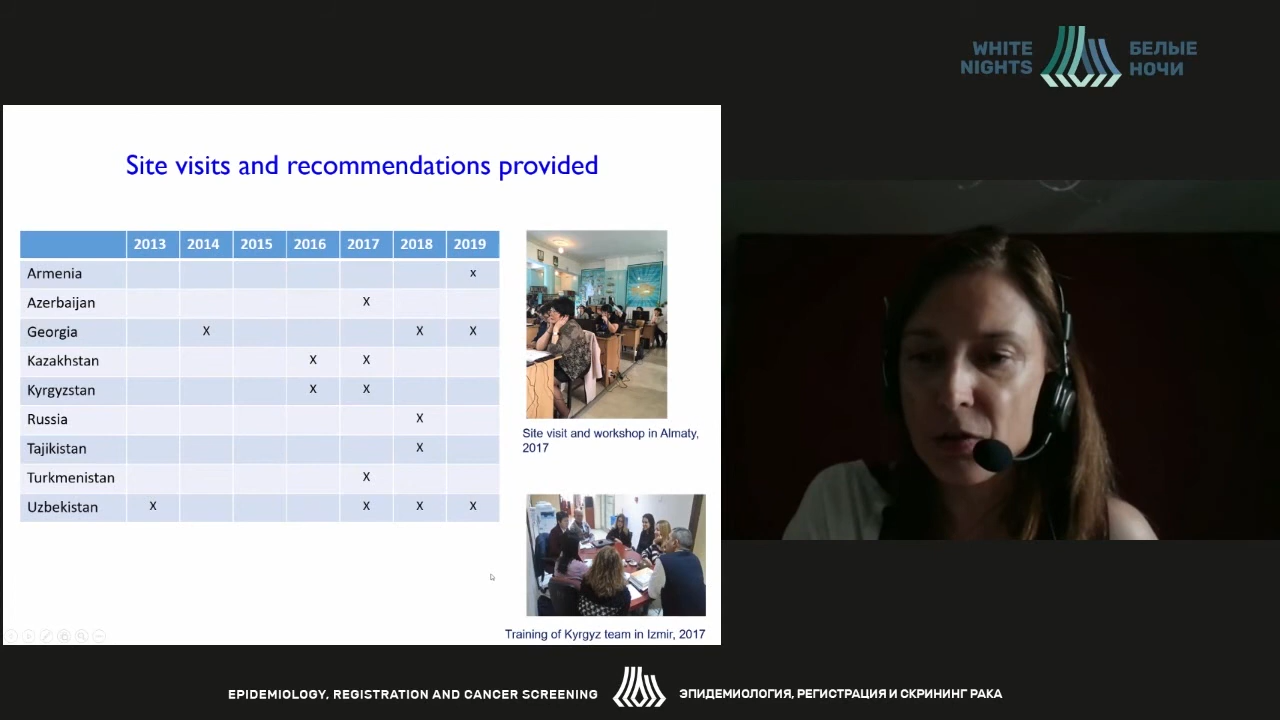 WHITE NIGHTS
БЕЛЫЕ НОЧИ
Site visits and recommendations provided
2013 2014 2015 2016 2017 2018 2019
Armenia x
Azerbaijan X
Georgia X X X
Kazakhstan X X
Kyrgyzstan X X
Russia X
Tajikistan X
Turkmenistan X
Uzbekistan X X X X
Site visit and workshop in Almaty,
2017
Training of Kyrgyz team in Izmir, 2017
EPIDEMIOLOGY, REGISTRATION AND CANCER SCREENING
ЭПИДЕМИОЛОГИЯ, РЕГИСТРАЦИЯ И СКРИНИНГ РАКА